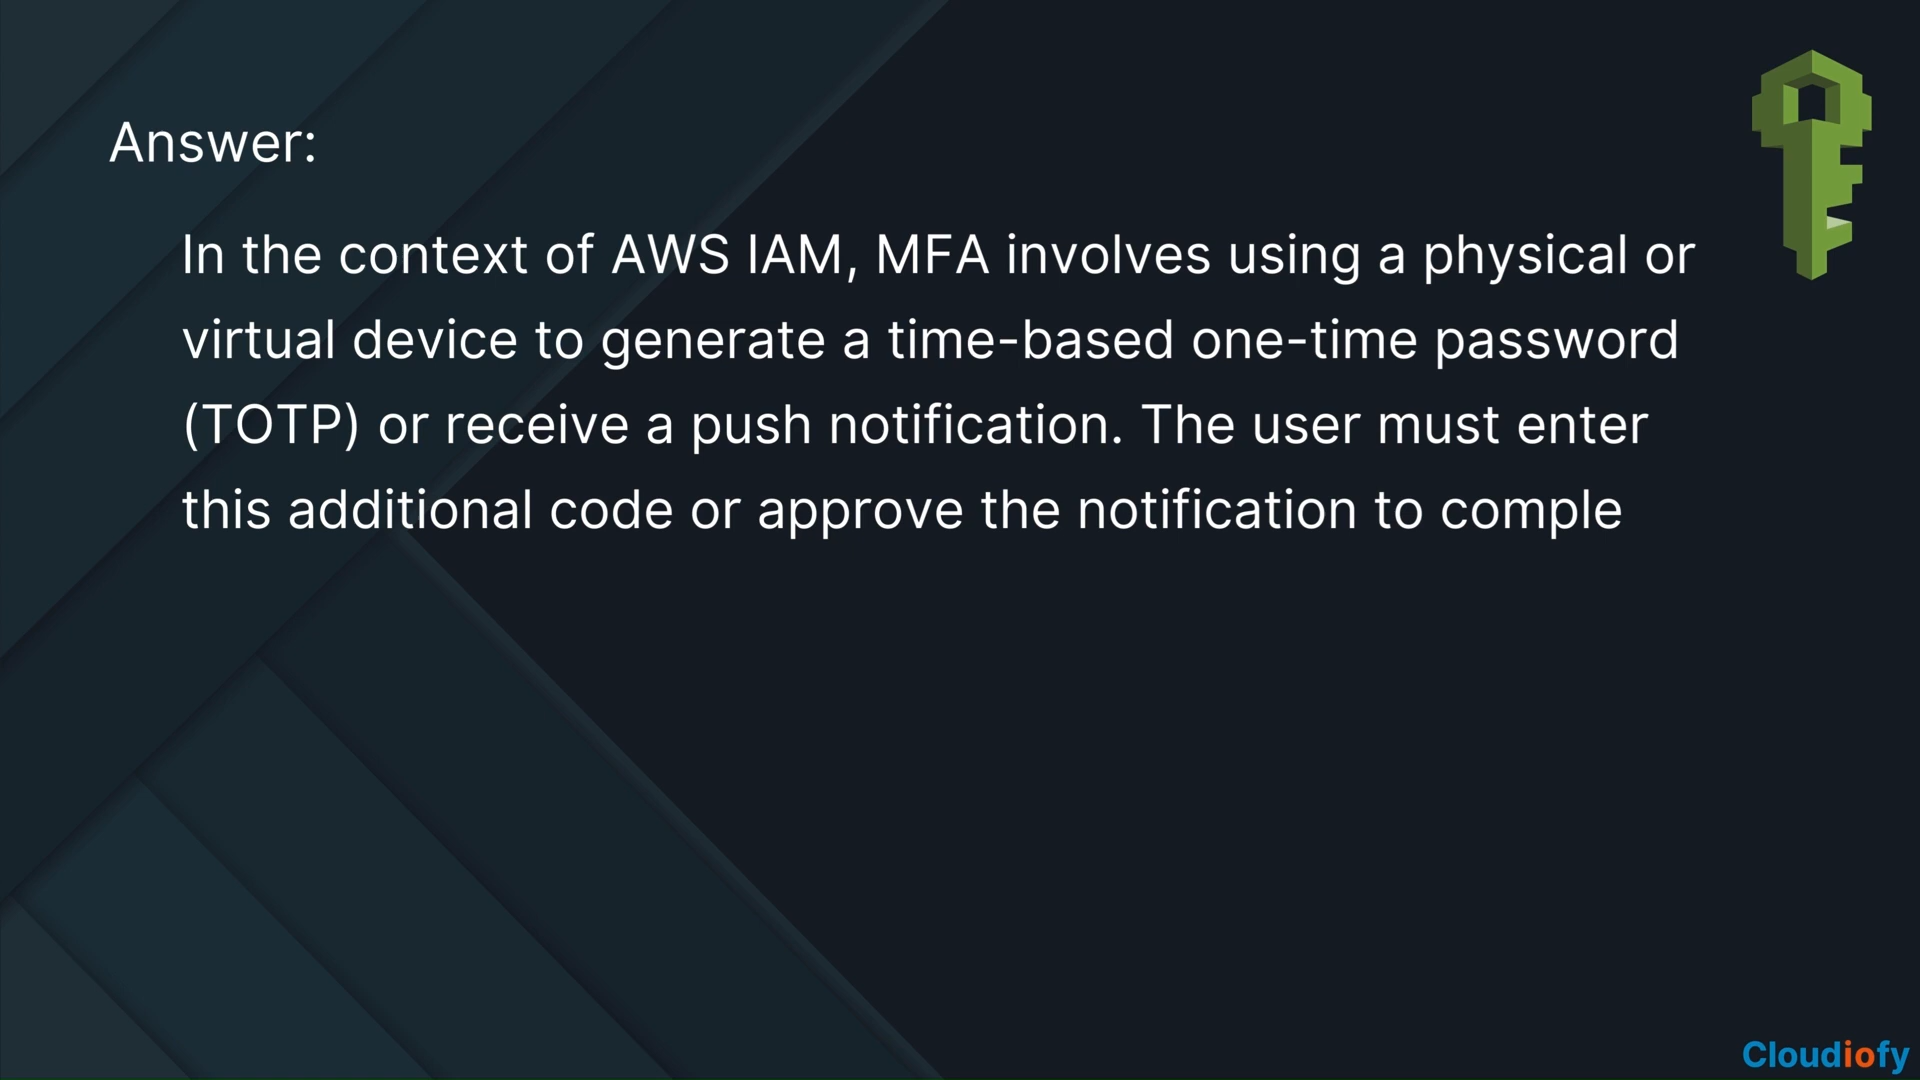 Answer:
In the context of AWS IAM, MFA involves using a physical or
virtual device to generate a time-based one-time password
(TOTP) or receive a push notification. The user must enter
this additional code or approve the notification to comple
Cloudiofy